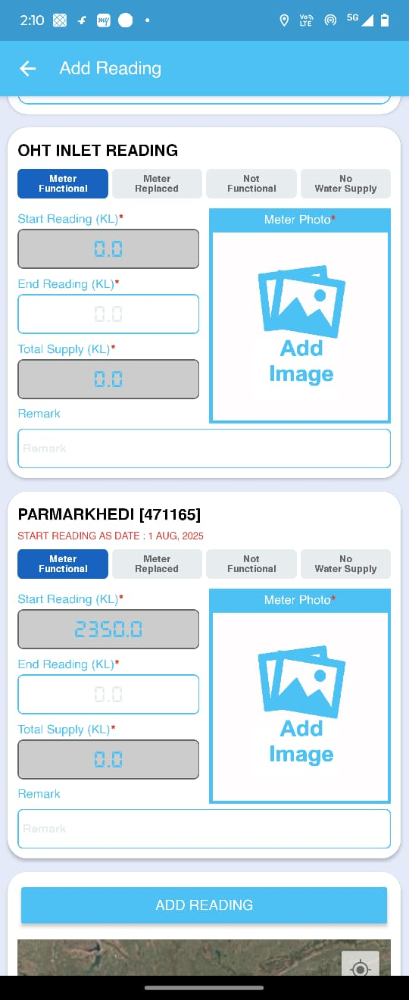 2:10 my Vo)) LTE 5G
Add Reading
OHT INLET READING
Meter Functional
Meter Replaced
Not Functional
No Water Supply
Start Reading (KL)*
0.0
End Reading (KL)*
0.0
Total Supply (KL)*
0.0
Meter Photo*
Add
Image
Remark
Remark
PARMARKHEDI [471165]
START READING AS DATE : 1 AUG, 2025
Meter Functional
Meter Replaced
Not Functional
No Water Supply
Start Reading (KL)*
2350.0
End Reading (KL)*
0.0
Total Supply (KL)*
0.0
Meter Photo*
Add
Image
Remark
Remark
ADD READING